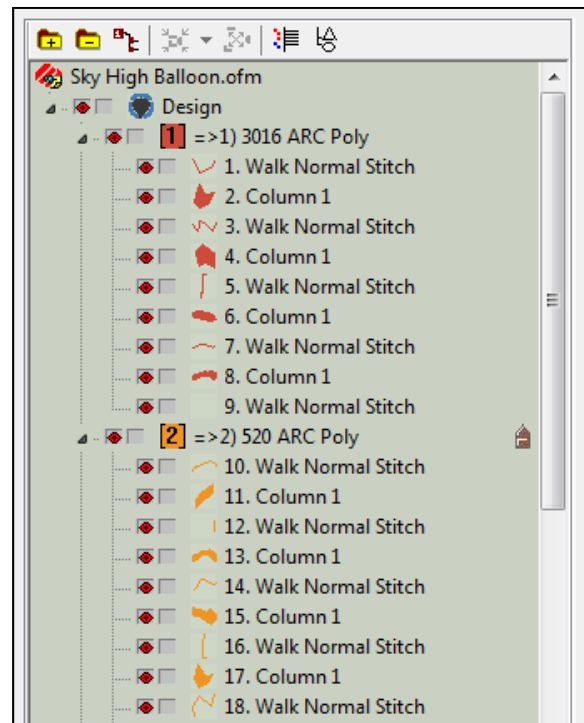 Sky High Balloon.ofm
Design
1 =>1) 3016 ARC Poly
1. Walk Normal Stitch
2. Column 1
3. Walk Normal Stitch
4. Column 1
5. Walk Normal Stitch
6. Column 1
7. Walk Normal Stitch
8. Column 1
9. Walk Normal Stitch
2 =>2) 520 ARC Poly
10. Walk Normal Stitch
11. Column 1
12. Walk Normal Stitch
13. Column 1
14. Walk Normal Stitch
15. Column 1
16. Walk Normal Stitch
17. Column 1
18. Walk Normal Stitch